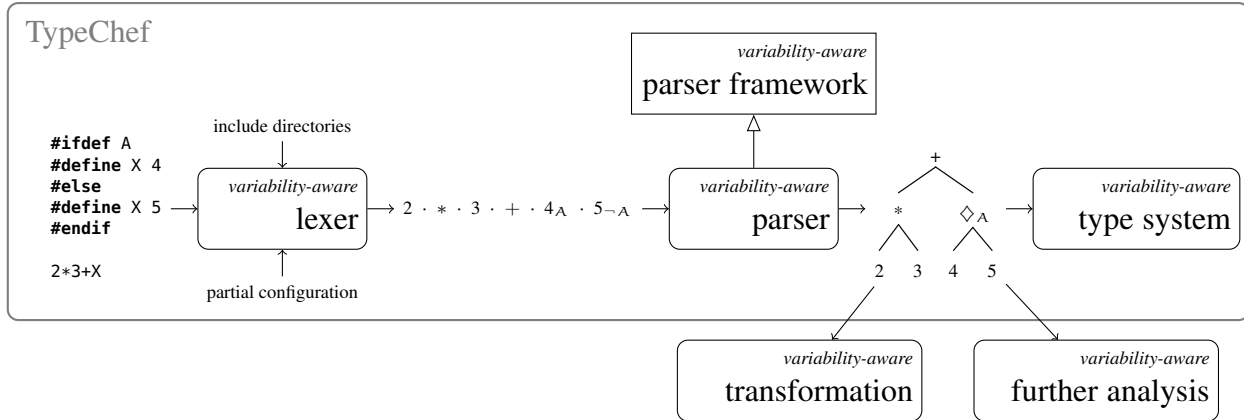 TypeChef
variability-aware
parser framework
#ifdef A
#define X 4
#else
#define X 5
#endif
2*3+X
include directories
variability-aware
lexer
partial configuration
2 · * · 3 · + · 4A · 5¬A
variability-aware
parser
+
* ◇A
2 3 4 5
variability-aware
type system
variability-aware
transformation
variability-aware
further analysis